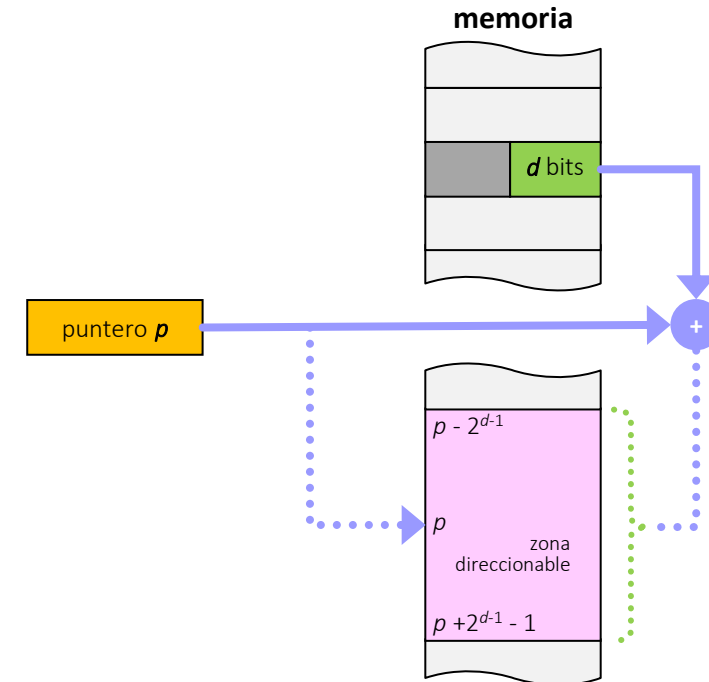 memoria
d bits
puntero p
+
p - 2^{d-1}
p
zona
direccionable
p +2^{d-1} - 1